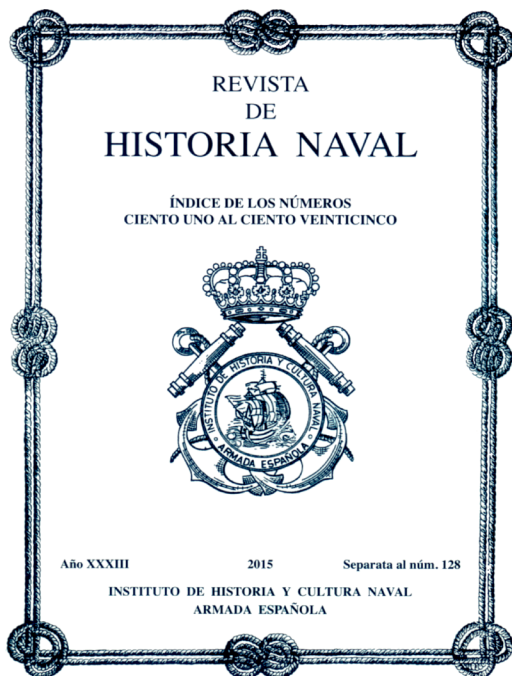 REVISTA
DE
HISTORIA NAVAL
ÍNDICE DE LOS NÚMEROS
CIENTO UNO AL CIENTO VEINTICINCO
INSTITUTO DE HISTORIA Y CULTURA NAVAL
ARMADA ESPAÑOLA
Año XXXIII 2015 Separata al núm. 128
INSTITUTO DE HISTORIA Y CULTURA NAVAL
ARMADA ESPAÑOLA